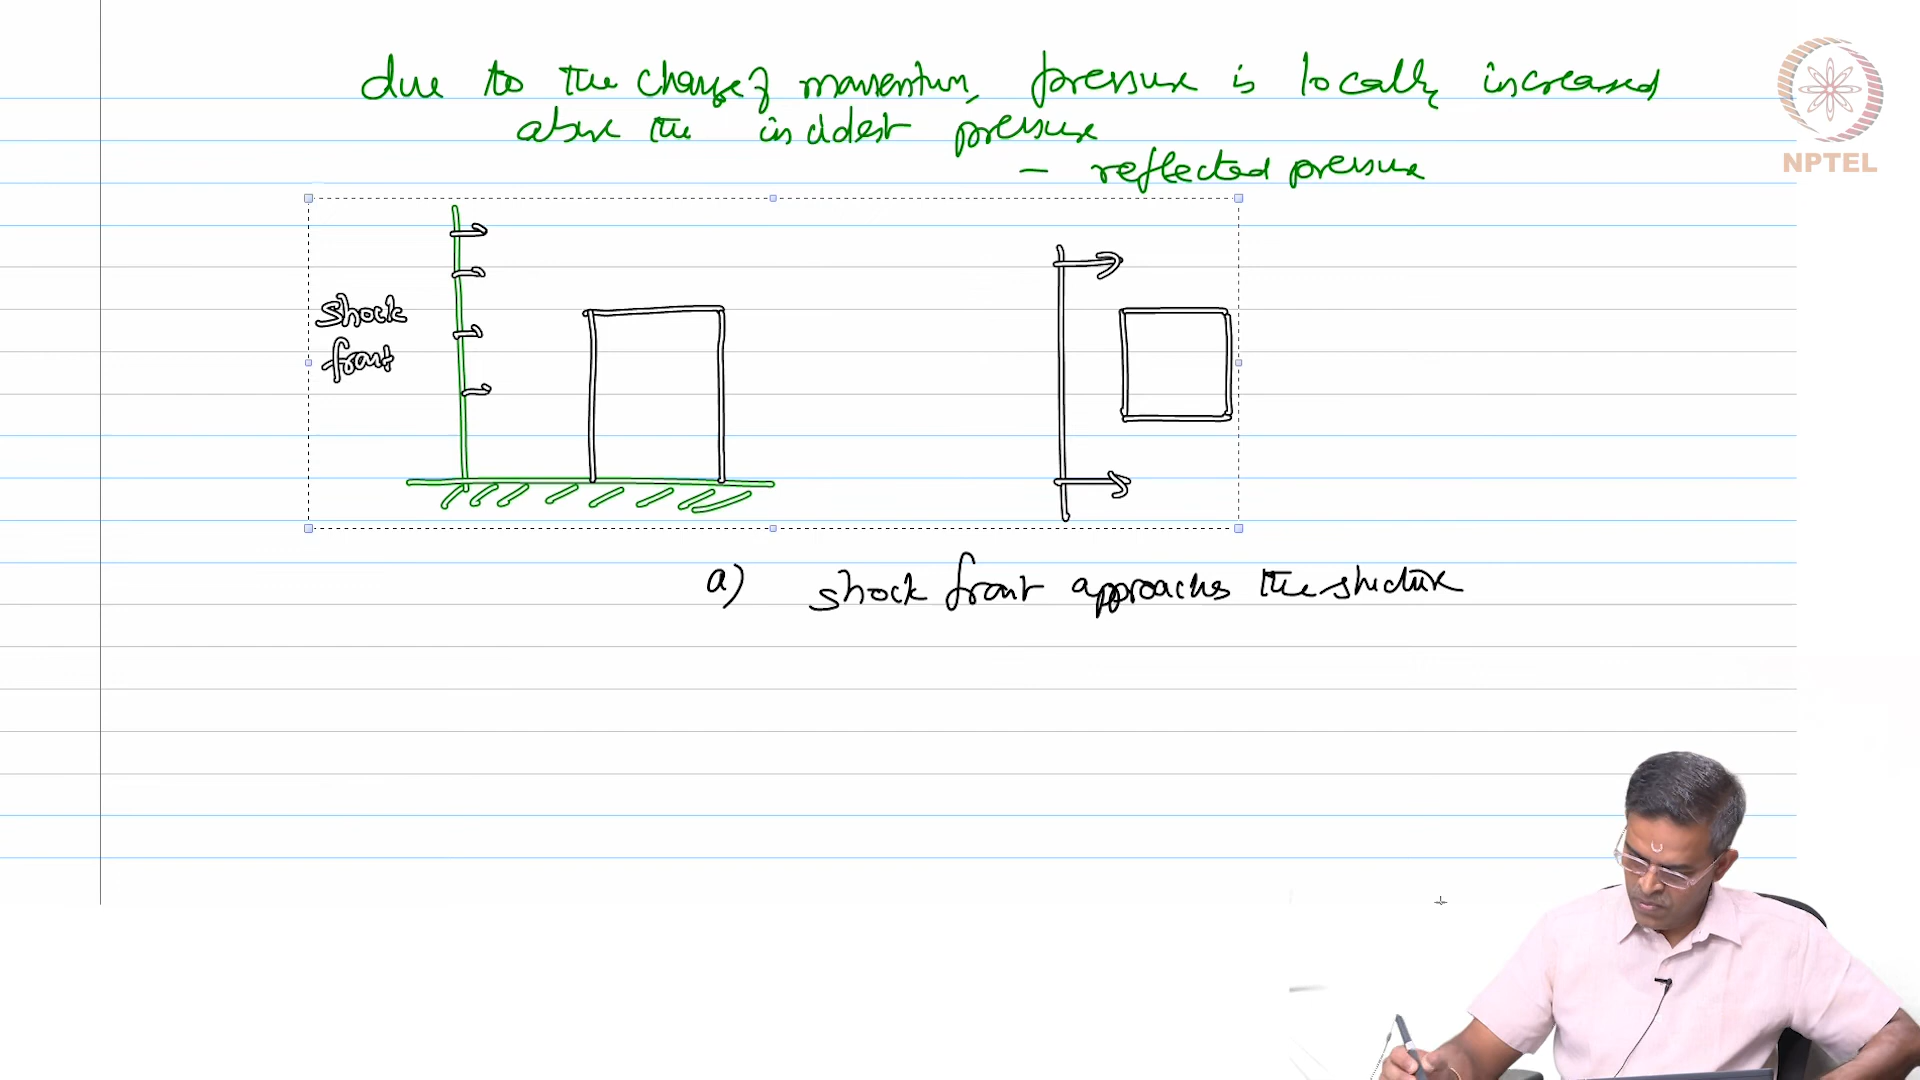 due to the change of momentum, pressure is locally increased
above the incident pressure
- reflected pressure
NPTEL
shock
front
a) shock front approaches the structure